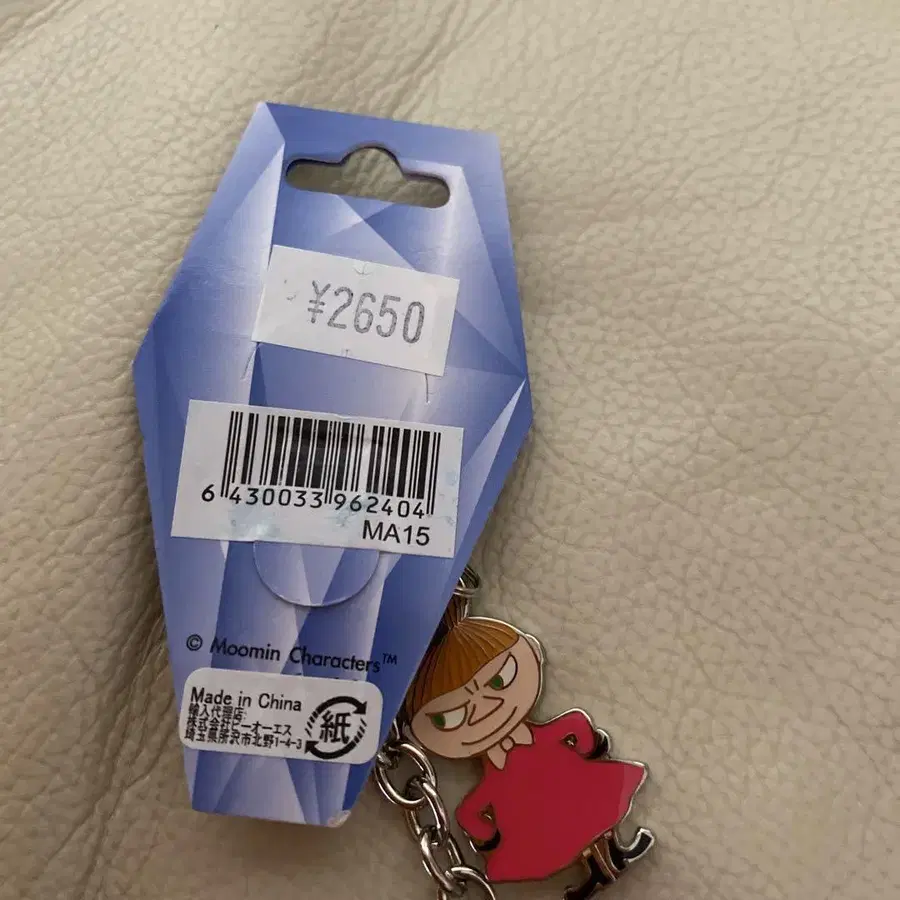 ¥2650
6 430033 962404
MA15
© Moomin Characters™
Made in China
輸入代理店:
株式会社ビーオーエス
埼玉県所沢市北野1-4-3
紙